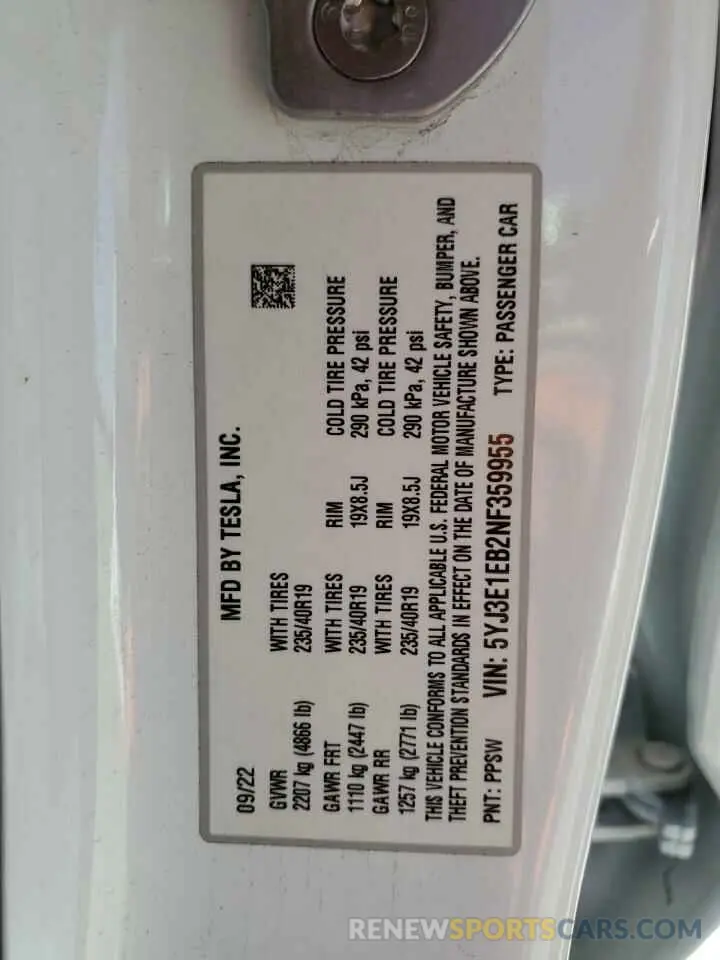 MFD BY TESLA, INC.
09/22
GVWR WITH TIRES
2207 kg (4866 lb) 235/40R19
GAWR FRT WITH TIRES RIM COLD TIRE PRESSURE
1110 kg (2447 lb) 235/40R19 19X8.5J 290 kPa, 42 psi
GAWR RR WITH TIRES RIM COLD TIRE PRESSURE
1257 kg (2771 lb) 235/40R19 19X8.5J 290 kPa, 42 psi
THIS VEHICLE CONFORMS TO ALL APPLICABLE U.S. FEDERAL MOTOR VEHICLE SAFETY, BUMPER, AND
THEFT PREVENTION STANDARDS IN EFFECT ON THE DATE OF MANUFACTURE SHOWN ABOVE.
PNT: PPSW VIN: 5YJ3E1EB2NF359955 TYPE: PASSENGER CAR
RENEWSPORTSCARS.COM